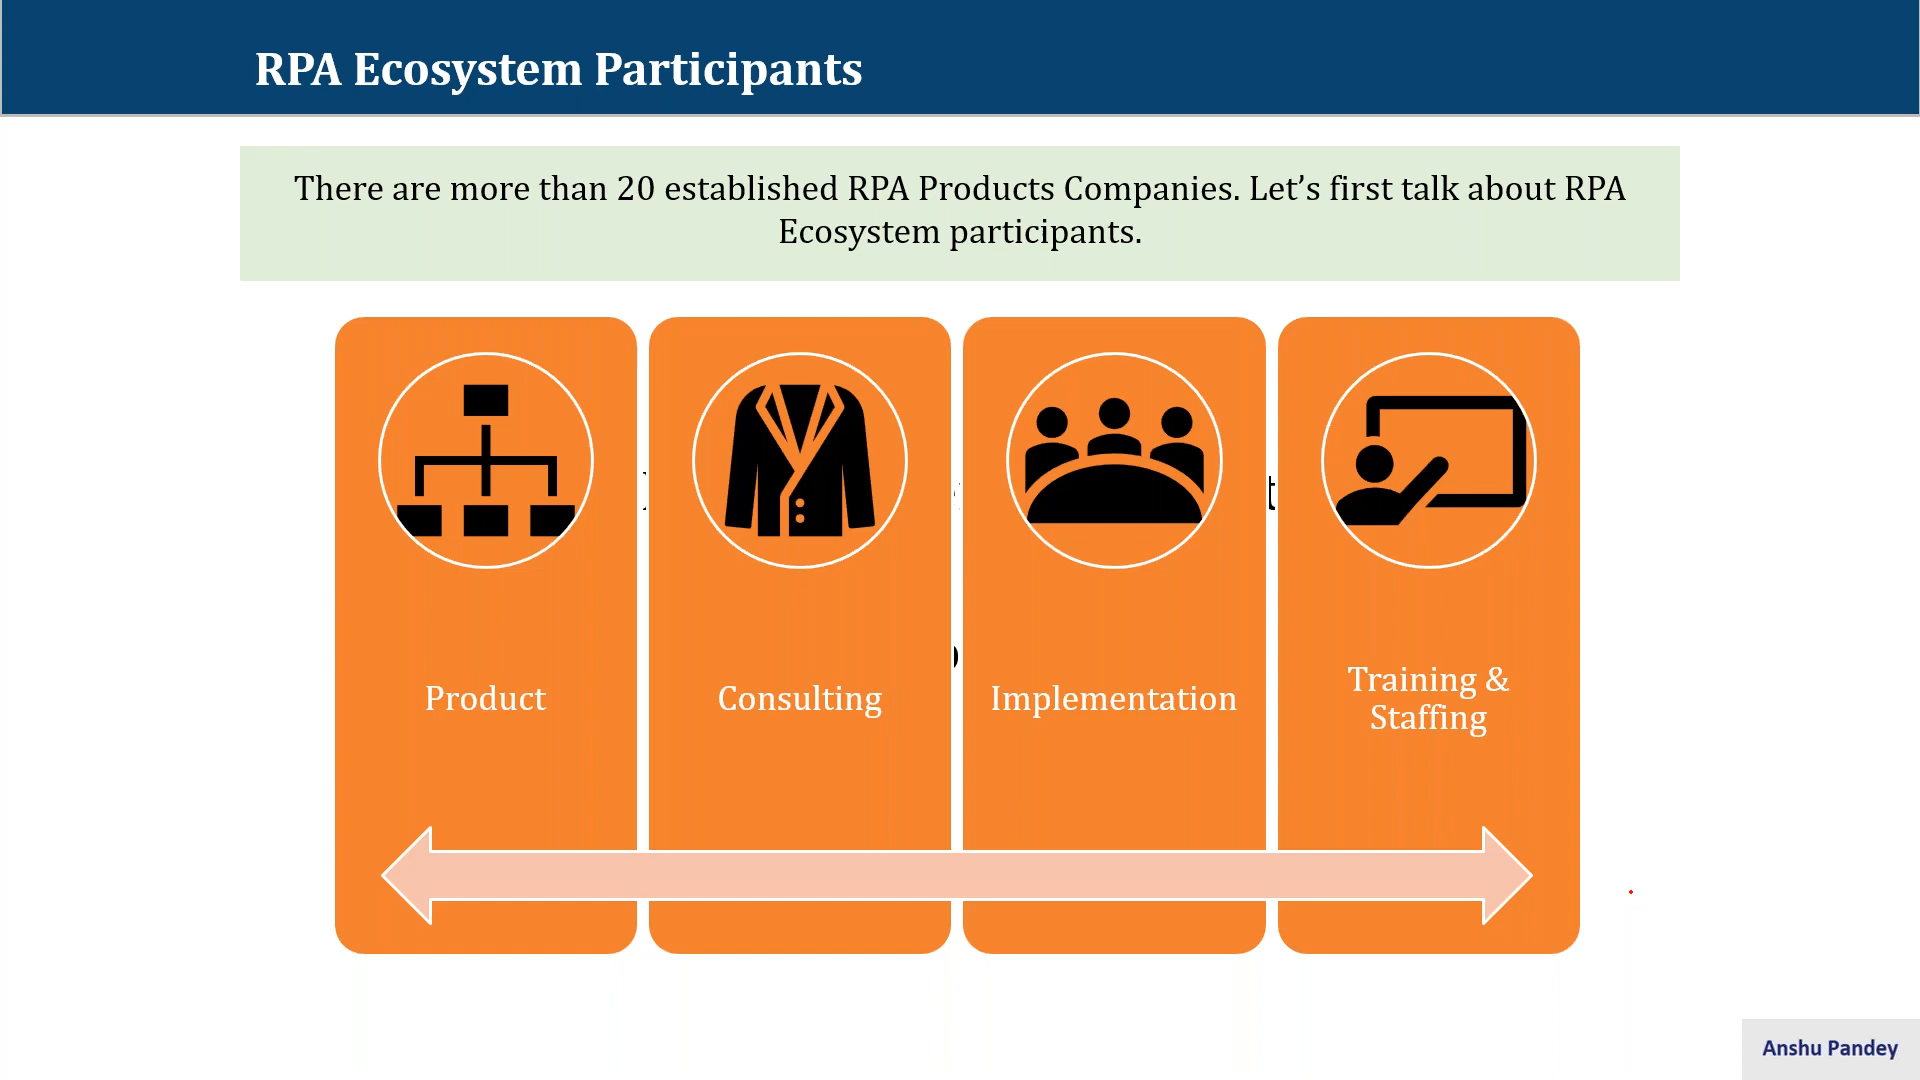 RPA Ecosystem Participants
There are more than 20 established RPA Products Companies. Let’s first talk about RPA
Ecosystem participants.
Product
Consulting
Implementation
Training &
Staffing
Anshu Pandey